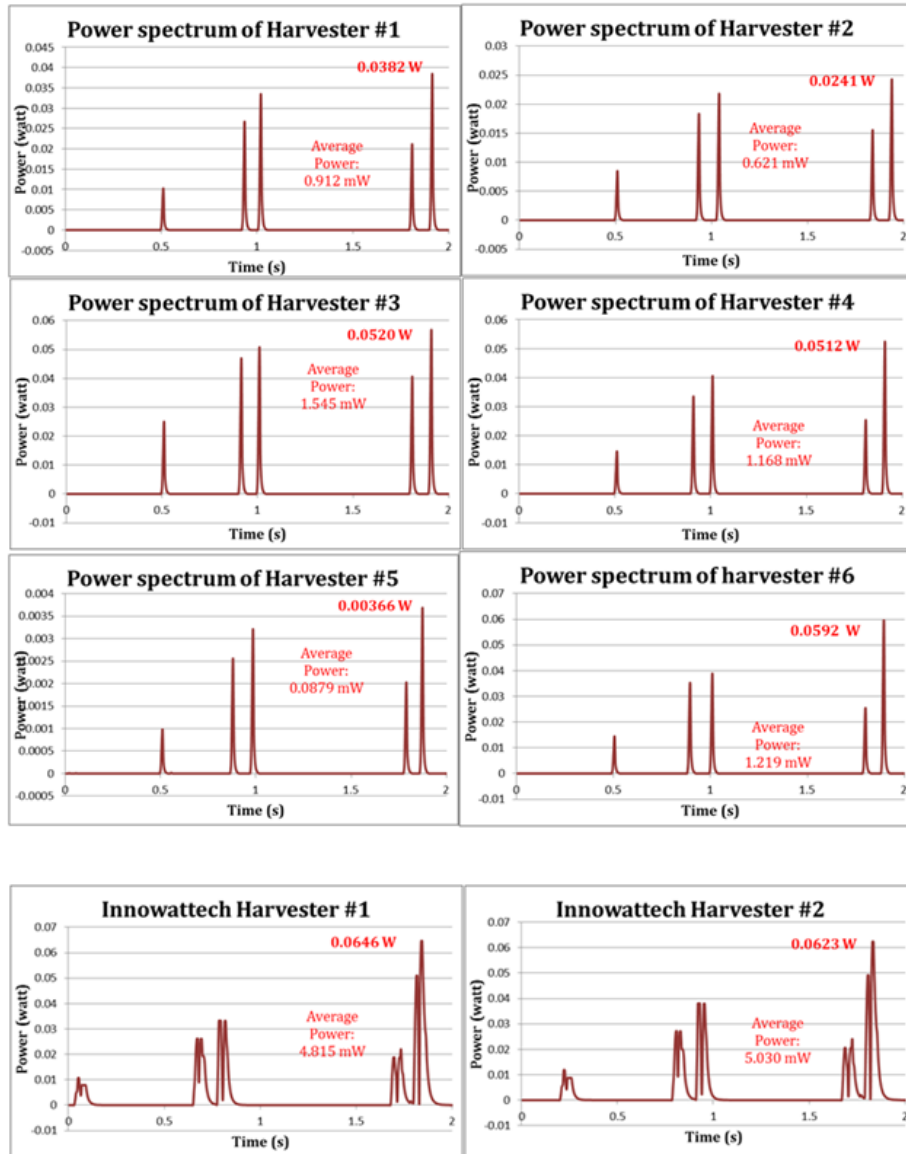 Power spectrum of Harvester #1
0.045
0.04
0.035
0.03
0.025
0.02
0.015
0.01
0.005
0
-0.005
Power (watt)
0.0382 W
Average
Power:
0.912 mW
0
0.5
1
1.5
2
Time (s)
Power spectrum of Harvester #2
0.03
0.025
0.02
0.015
0.01
0.005
0
-0.005
Power (watt)
0.0241 W
Average
Power:
0.621 mW
0
0.5
1
1.5
2
Time (s)
Power spectrum of Harvester #3
0.06
0.05
0.04
0.03
0.02
0.01
0
-0.01
Power (watt)
0.0520 W
Average
Power:
1.545 mW
0
0.5
1
1.5
2
Time (s)
Power spectrum of Harvester #4
0.06
0.05
0.04
0.03
0.02
0.01
0
-0.01
Power (watt)
0.0512 W
Average
Power:
1.168 mW
0
0.5
1
1.5
2
Time (s)
Power spectrum of Harvester #5
0.004
0.0035
0.003
0.0025
0.002
0.0015
0.001
0.0005
0
-0.0005
Power (watt)
0.00366 W
Average
Power:
0.0879 mW
0
0.5
1
1.5
2
Time (s)
Power spectrum of harvester #6
0.07
0.06
0.05
0.04
0.03
0.02
0.01
0
-0.01
Power (watt)
0.0592 W
Average
Power:
1.219 mW
0
0.5
1
1.5
2
Time (s)
Innowattech Harvester #1
0.07
0.06
0.05
0.04
0.03
0.02
0.01
0
-0.01
Power (watt)
0.0646 W
Average
Power:
4.815 mW
0
0.5
1
1.5
2
Time (s)
Innowattech Harvester #2
0.07
0.06
0.05
0.04
0.03
0.02
0.01
0
-0.01
Power (watt)
0.0623 W
Average
Power:
5.030 mW
0
0.5
1
1.5
2
Time (s)